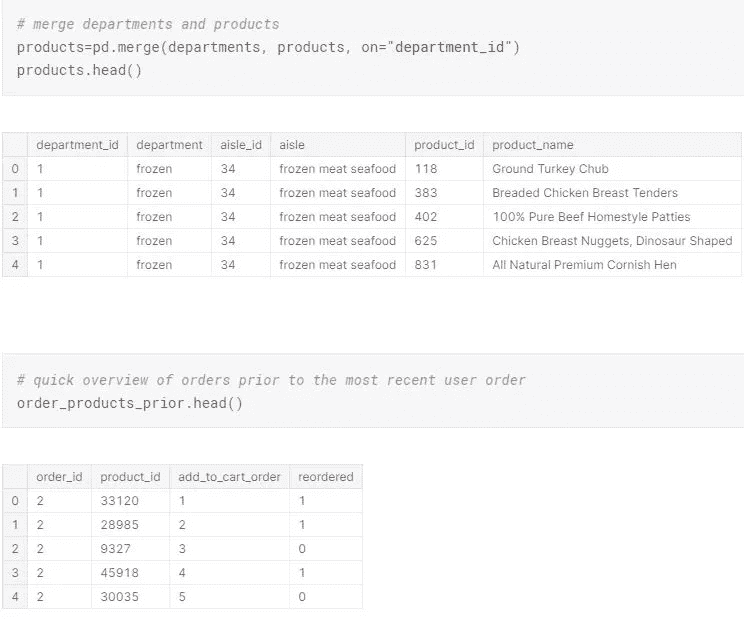 # merge departments and products
products=pd.merge(departments, products, on="department_id")
products.head()
department_id department aisle_id aisle product_id product_name
0 1 frozen 34 frozen meat seafood 118 Ground Turkey Chub
1 1 frozen 34 frozen meat seafood 383 Breaded Chicken Breast Tenders
2 1 frozen 34 frozen meat seafood 402 100% Pure Beef Homestyle Patties
3 1 frozen 34 frozen meat seafood 625 Chicken Breast Nuggets, Dinosaur Shaped
4 1 frozen 34 frozen meat seafood 831 All Natural Premium Cornish Hen
# quick overview of orders prior to the most recent user order
order_products_prior.head()
order_id product_id add_to_cart_order reordered
0 2 33120 1 1
1 2 28985 2 1
2 2 9327 3 0
3 2 45918 4 1
4 2 30035 5 0